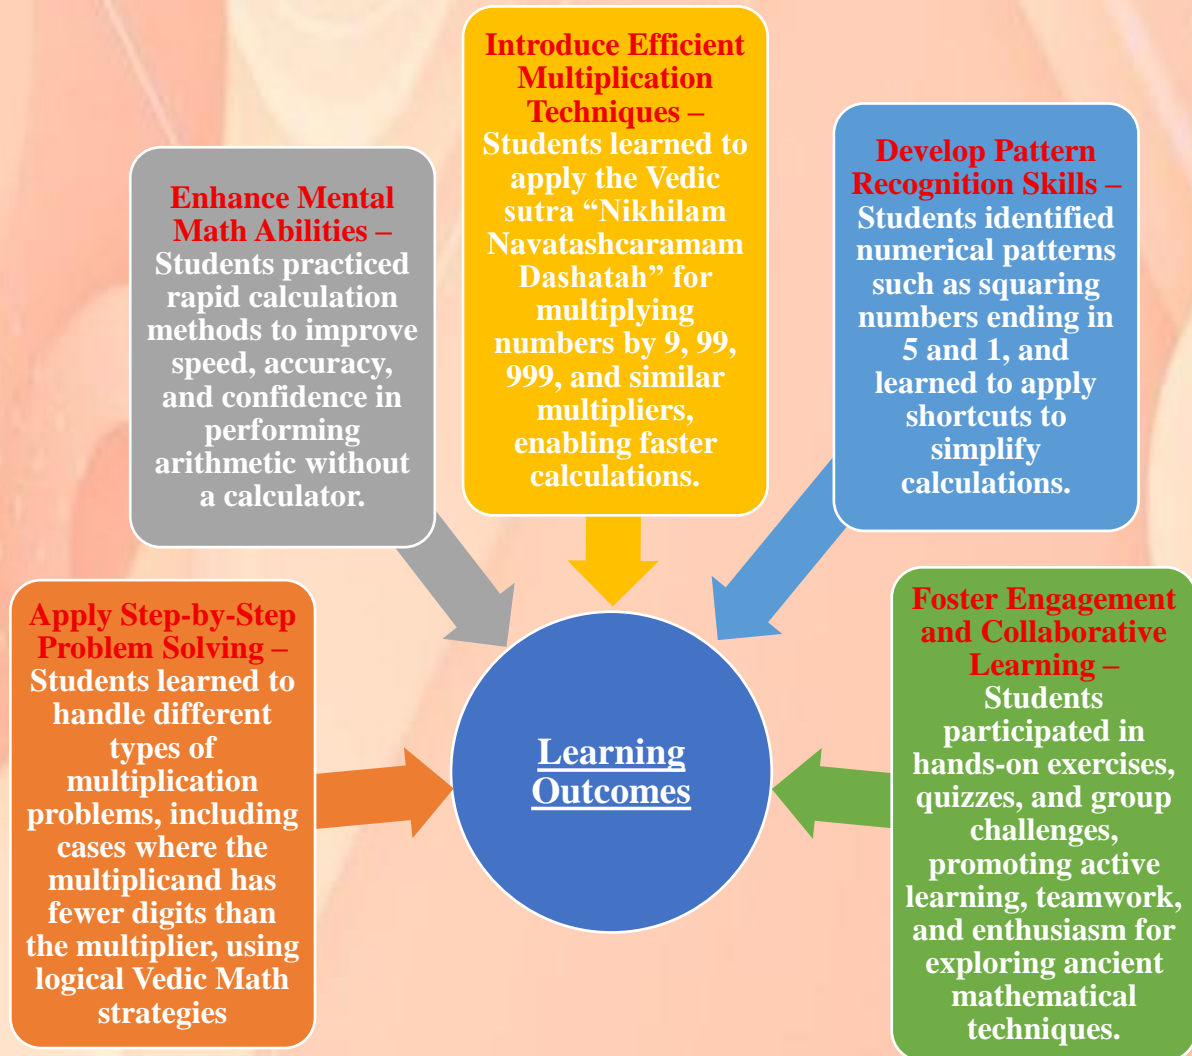 Introduce Efficient
Multiplication
Techniques –
Students learned to
apply the Vedic
sutra “Nikhilam
Navatashcaramam
Dashatah” for
multiplying
numbers by 9, 99,
999, and similar
multipliers,
enabling faster
calculations.
Enhance Mental
Math Abilities –
Students practiced
rapid calculation
methods to improve
speed, accuracy,
and confidence in
performing
arithmetic without
a calculator.
Develop Pattern
Recognition Skills –
Students identified
numerical patterns
such as squaring
numbers ending in
5 and 1, and
learned to apply
shortcuts to
simplify
calculations.
Apply Step-by-Step
Problem Solving –
Students learned to
handle different
types of
multiplication
problems, including
cases where the
multiplicand has
fewer digits than
the multiplier, using
logical Vedic Math
strategies
Learning
Outcomes
Foster Engagement
and Collaborative
Learning –
Students
participated in
hands-on exercises,
quizzes, and group
challenges,
promoting active
learning, teamwork,
and enthusiasm for
exploring ancient
mathematical
techniques.